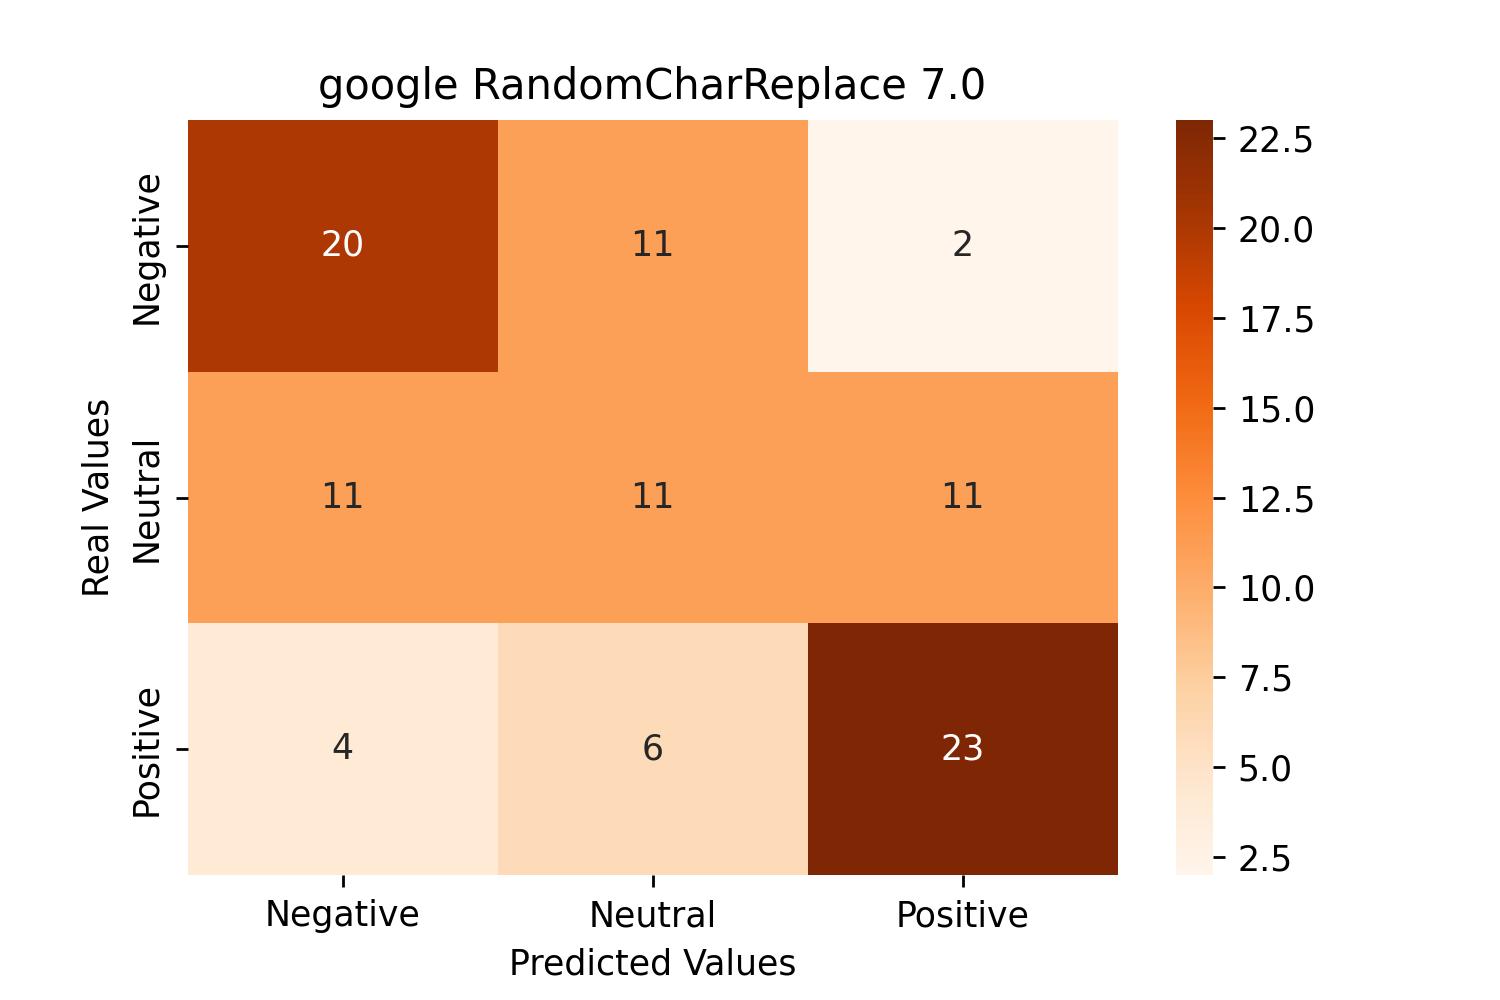 google RandomCharReplace 7.0
Real Values
Negative
20 11 2
Neutral
11 11 11
Positive
4 6 23
Negative Neutral Positive
Predicted Values
22.5
20.0
17.5
15.0
12.5
10.0
7.5
5.0
2.5